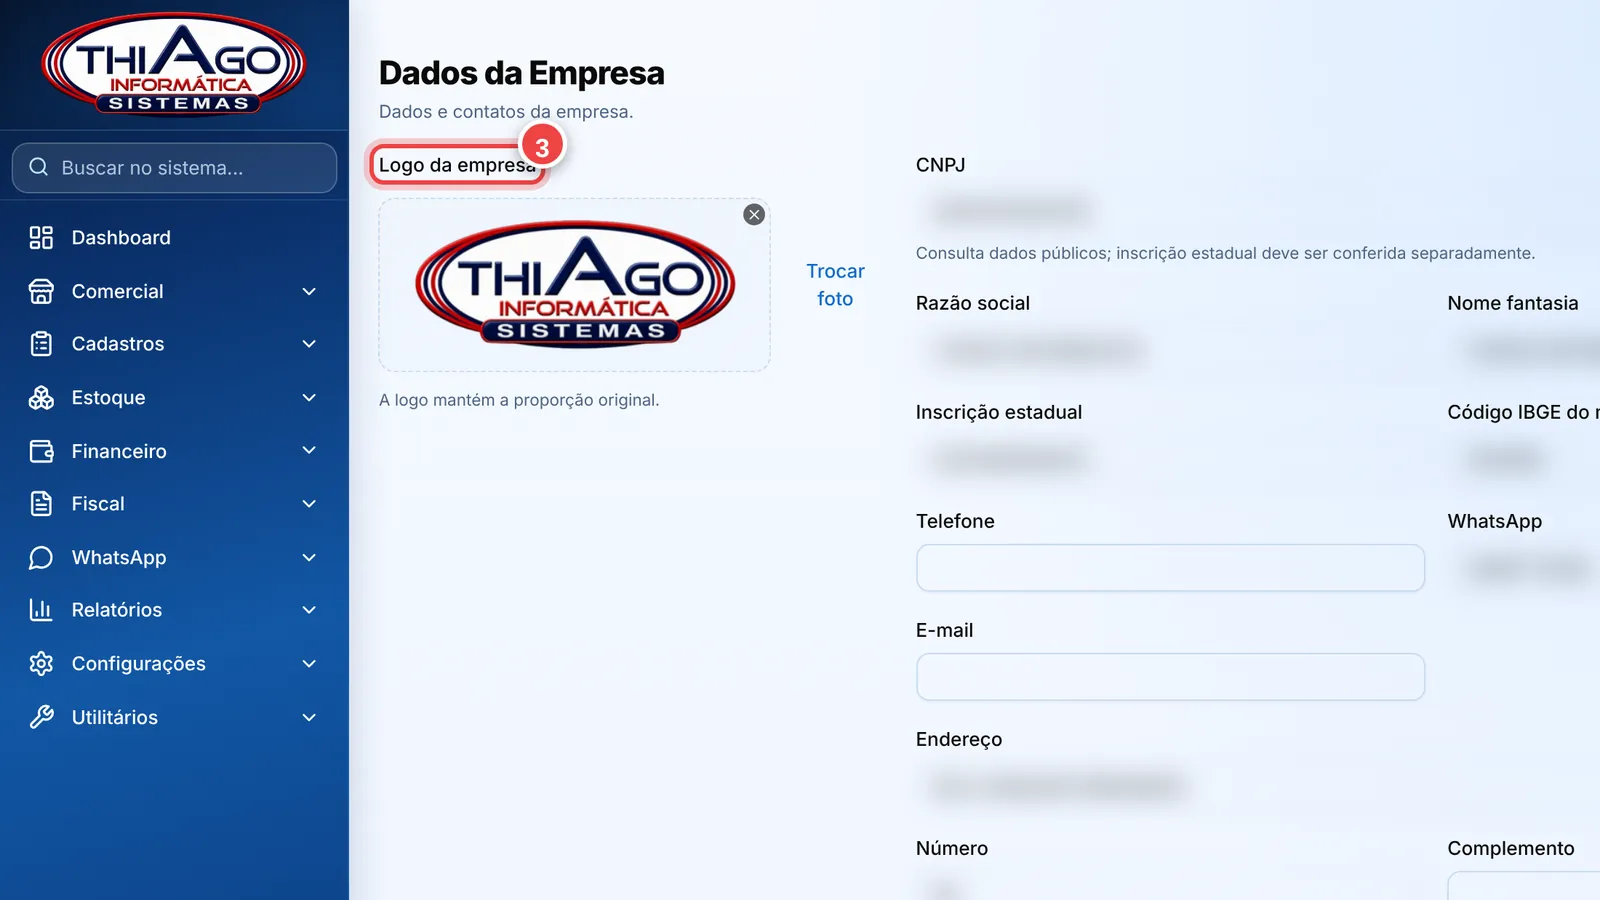 THIAGO
INFORMÁTICA
SISTEMAS
Buscar no sistema...
Dashboard
Comercial
Cadastros
Estoque
Financeiro
Fiscal
WhatsApp
Relatórios
Configurações
Utilitários
Dados da Empresa
Dados e contatos da empresa.
3
Logo da empresa
THIAGO
INFORMÁTICA
SISTEMAS
Trocar
foto
A logo mantém a proporção original.
CNPJ
Consulta dados públicos; inscrição estadual deve ser conferida separadamente.
Razão social
Nome fantasia
Inscrição estadual
Código IBGE do
Telefone
WhatsApp
E-mail
Endereço
Número
Complemento